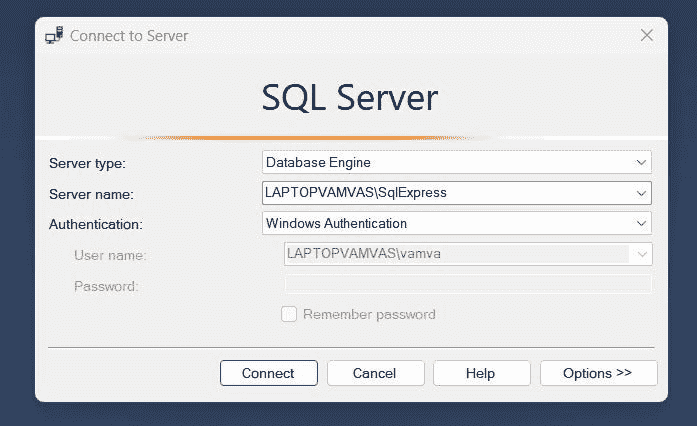 Connect to Server
SQL Server
Server type: Database Engine
Server name: LAPTOPVAMVAS\SqlExpress
Authentication: Windows Authentication
User name: LAPTOPVAMVAS\vamva
Password:
Remember password
Connect Cancel Help Options >>